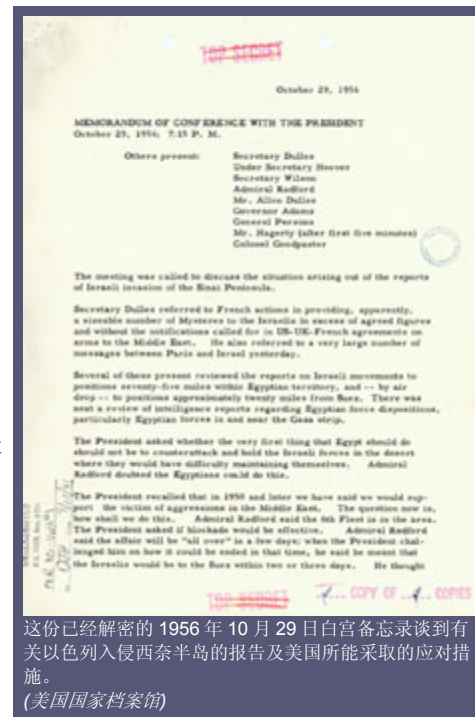 TOP SECRET
October 29, 1956
MEMORANDUM OF CONFERENCE WITH THE PRESIDENT
October 29, 1956; 7.15 P. M.
Others present: Secretary Dulles
Under Secretary Hoover
Secretary Wilson
Admiral Radford
Mr. Allen Dulles
Governor Adams
General Persons
Mr. Hagerty (after first five minutes)
Colonel Goodpaster
The meeting was called to discuss the situation arising out of the reports
of Israeli invasion of the Sinai Peninsula.
Secretary Dulles referred to French actions in providing, apparently,
a sizeable number of Mysteres to the Israelis in excess of agreed figures
and without the notifications called for in US-UK-French agreements on
arms to the Middle East. He also referred to a very large number of
messages between Paris and Israel yesterday.
Several of those present reviewed the reports on Israeli movements to
positions seventy-five miles within Egyptian territory, and -- by air
drop -- to positions approximately twenty miles from Suez. There was
next a review of intelligence reports regarding Egyptian force dispositions,
particularly Egyptian forces in and near the Gaza strip.
The President asked whether the very first thing that Egypt should do
should not be to counterattack and hold the Israeli forces in the desert
where they would have difficulty maintaining themselves. Admiral
Radford doubted the Egyptians could do this.
The President recalled that in 1950 and later we have said we would sup-
port the victim of aggressions in the Middle East. The question now is,
how shall we do this. Admiral Radford said the 6th Fleet is in the area.
The President asked if blockade would be effective. Admiral Radford
said the affair will be "all over" in a few days; when the President chal-
lenged him on how it could be ended in that time, he said he meant that
the Israelis would be to the Suez within two or three days. He thought
TOP SECRET
COPY OF COPIES
这份已经解密的 1956 年 10 月 29 日白宫备忘录谈到有
关以色列入侵西奈半岛的报告及美国所能采取的应对措
施。
(美国国家档案馆)